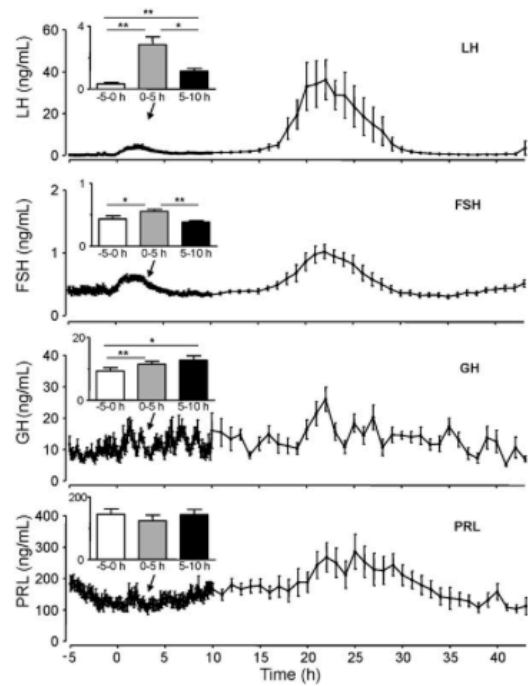 **
** *
4
0
-5-0 h 0-5 h 5-10 h
LH
60
40
20
0
LH (ng/mL)
* **
1
0
-5-0 h 0-5 h 5-10 h
FSH
2
1
0
FSH (ng/mL)
*
**
20
0
-5-0 h 0-5 h 5-10 h
GH
40
30
20
10
0
GH (ng/mL)
200
0
-5-0 h 0-5 h 5-10 h
PRL
400
300
200
100
0
PRL (ng/mL)
-5 0 5 10 15 20 25 30 35 40
Time (h)